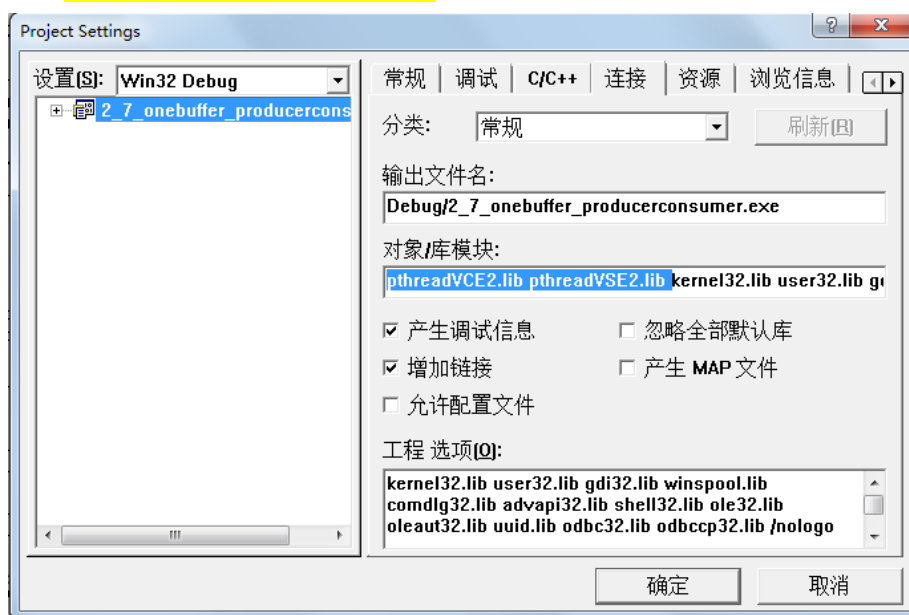 Project Settings
设置(S): Win32 Debug
2_7_onebuffer_producercons
常规 调试 C/C++ 连接 资源 浏览信息
分类: 常规 刷新(R)
输出文件名:
Debug/2_7_onebuffer_producerconsumer.exe
对象/库模块:
pthreadVCE2.lib pthreadVSE2.lib kernel32.lib user32.lib
产生调试信息 忽略全部默认库
增加链接 产生 MAP 文件
允许配置文件
工程 选项(O):
kernel32.lib user32.lib gdi32.lib winspool.lib
comdlg32.lib advapi32.lib shell32.lib ole32.lib
oleaut32.lib uuid.lib odbc32.lib odbccp32.lib /nologo
确定 取消